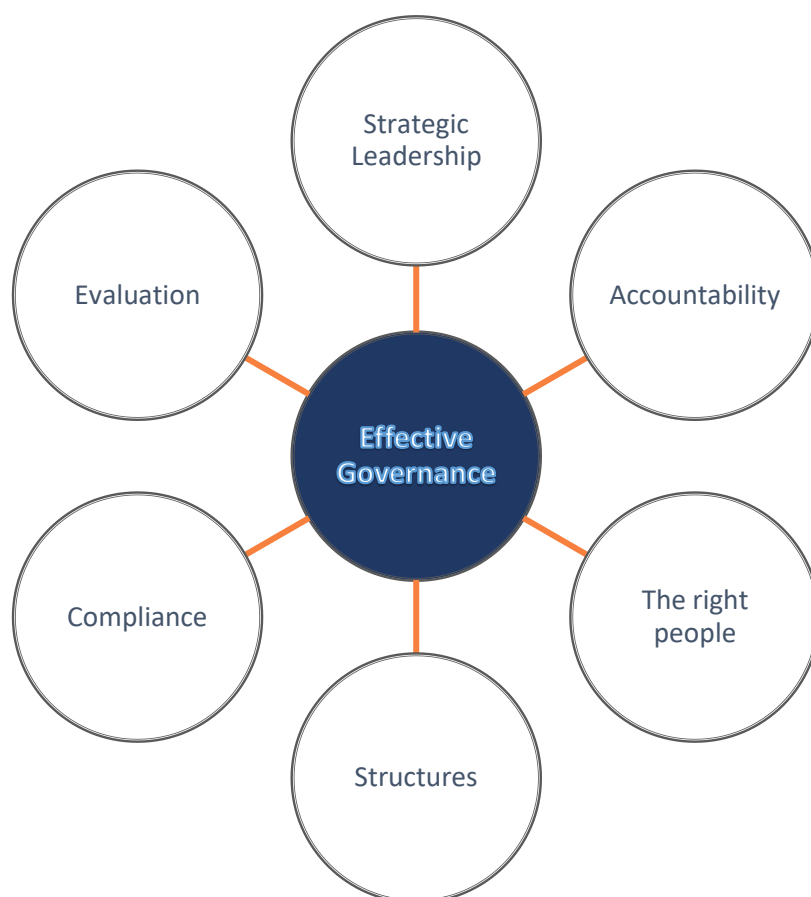 Strategic
Leadership
Evaluation
Accountability
Effective
Governance
Compliance
The right
people
Structures